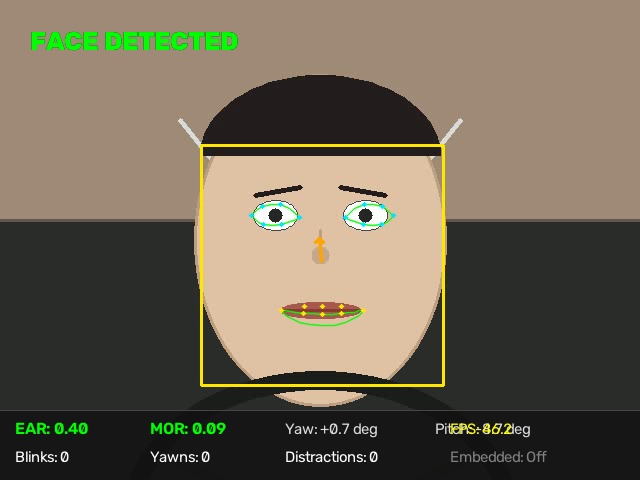 FACE DETECTED
EAR: 0.40 MOR: 0.09 Yaw: +0.7 deg deg
Blinks: 0 Yawns: 0 Distractions: 0 Embedded: Off